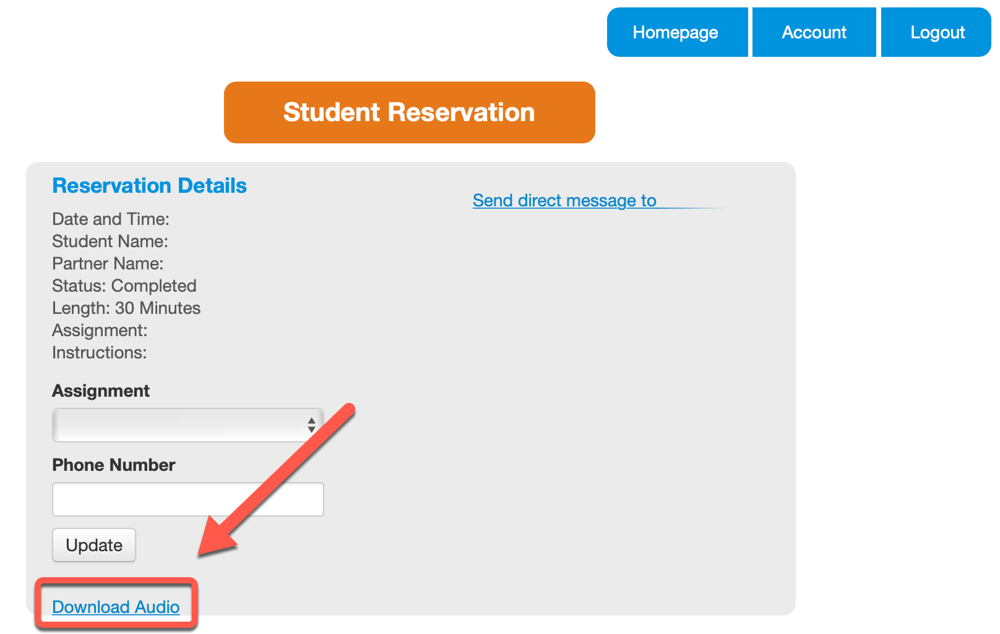 Homepage
Account
Logout
Student Reservation
Reservation Details
Send direct message to
Date and Time:
Student Name:
Partner Name:
Status: Completed
Length: 30 Minutes
Assignment:
Instructions:
Assignment
Phone Number
Update
Download Audio